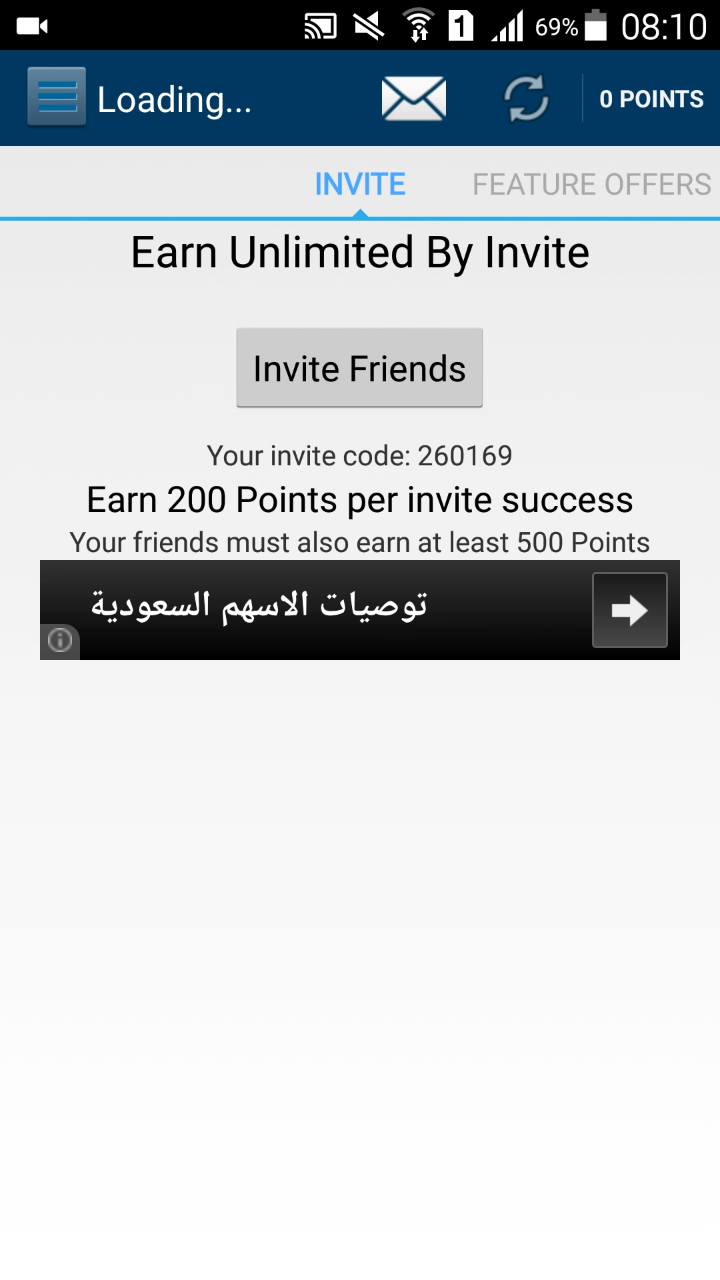 1 69% 08:10
Loading... 0 POINTS
INVITE FEATURE OFFERS
Earn Unlimited By Invite
Invite Friends
Your invite code: 260169
Earn 200 Points per invite success
Your friends must also earn at least 500 Points
توصيات الاسهم السعودية